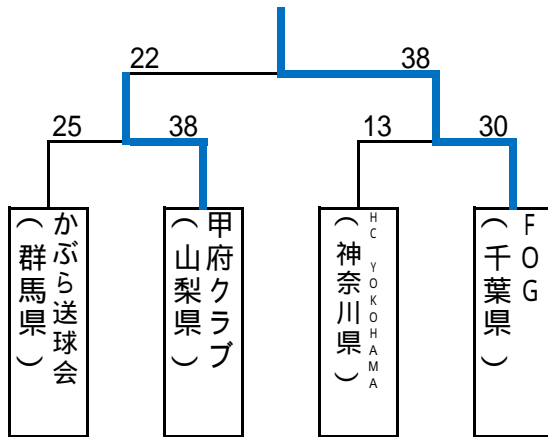 22
38
25
38
13
30
かぶら送球会
（群馬県）
甲府クラブ
（山梨県）
HC YOKOHAMA
（神奈川県）
FOG
（千葉県）